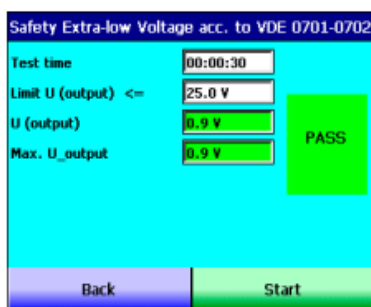 Safety Extra-low Voltage acc. to VDE 0701-0702
Test time 00:00:30
Limit U (output) <= 25.0 V
U (output) 0.9 V
PASS
Max. U_output 0.9 V
Back Start